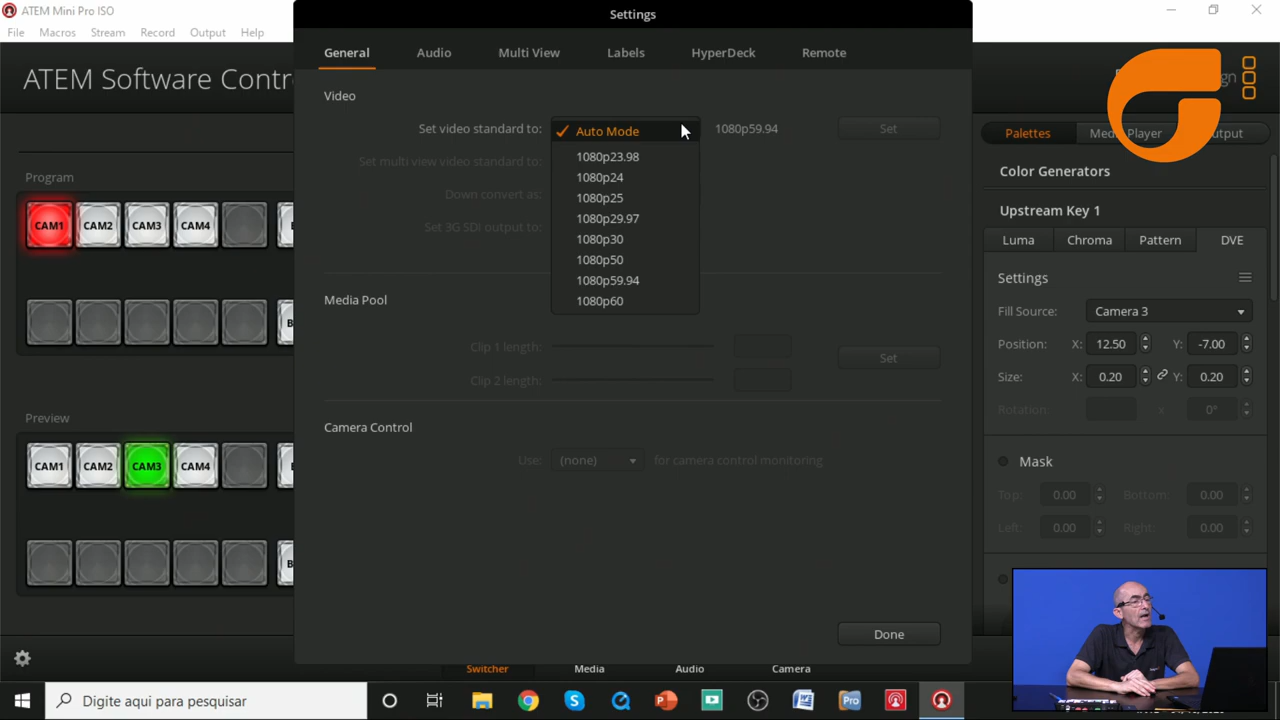 ATEM Mini Pro ISO
File Macros Stream Record Output Help
ATEM Software Contr
Settings
General Audio Multi View Labels HyperDeck Remote
Video
Set video standard to: Auto Mode 1080p59.94 Set
1080p23.98
1080p24
1080p25
1080p29.97
1080p30
1080p50
1080p59.94
1080p60
Set multi view video standard to:
Down convert as:
Set 3G SDI output to:
Media Pool
Clip 1 length:
Clip 2 length:
Set
Camera Control
Use: (none) for camera control monitoring
Done
Program
CAM1 CAM2 CAM3 CAM4
Preview
CAM1 CAM2 CAM3 CAM4
Palettes Media Player Output
Color Generators
Upstream Key 1
Luma Chroma Pattern DVE
Settings
Fill Source: Camera 3
Position: X: 12.50 Y: -7.00
Size: X: 0.20 Y: 0.20
Rotation: x 0°
Mask
Top: 0.00 Bottom 0.00
Left: 0.00 Right: 0.00
Switcher Media Audio Camera
Digite aqui para pesquisar
Pro